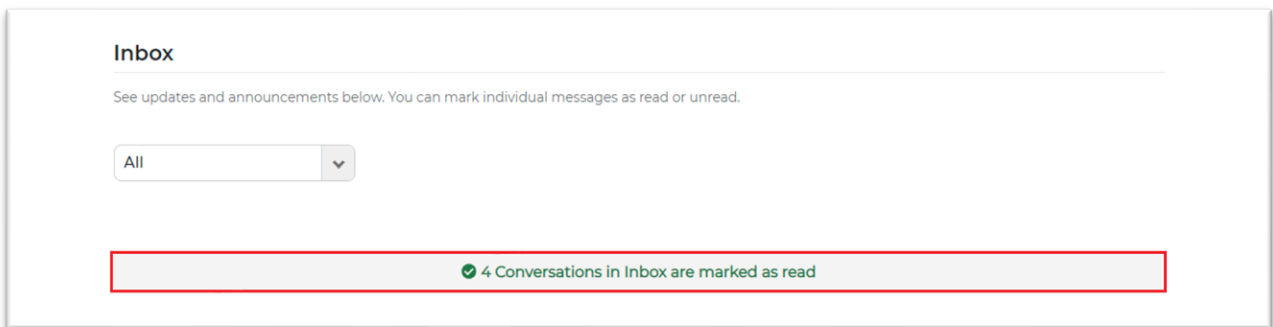 Inbox
See updates and announcements below. You can mark individual messages as read or unread.
All
4 Conversations in Inbox are marked as read